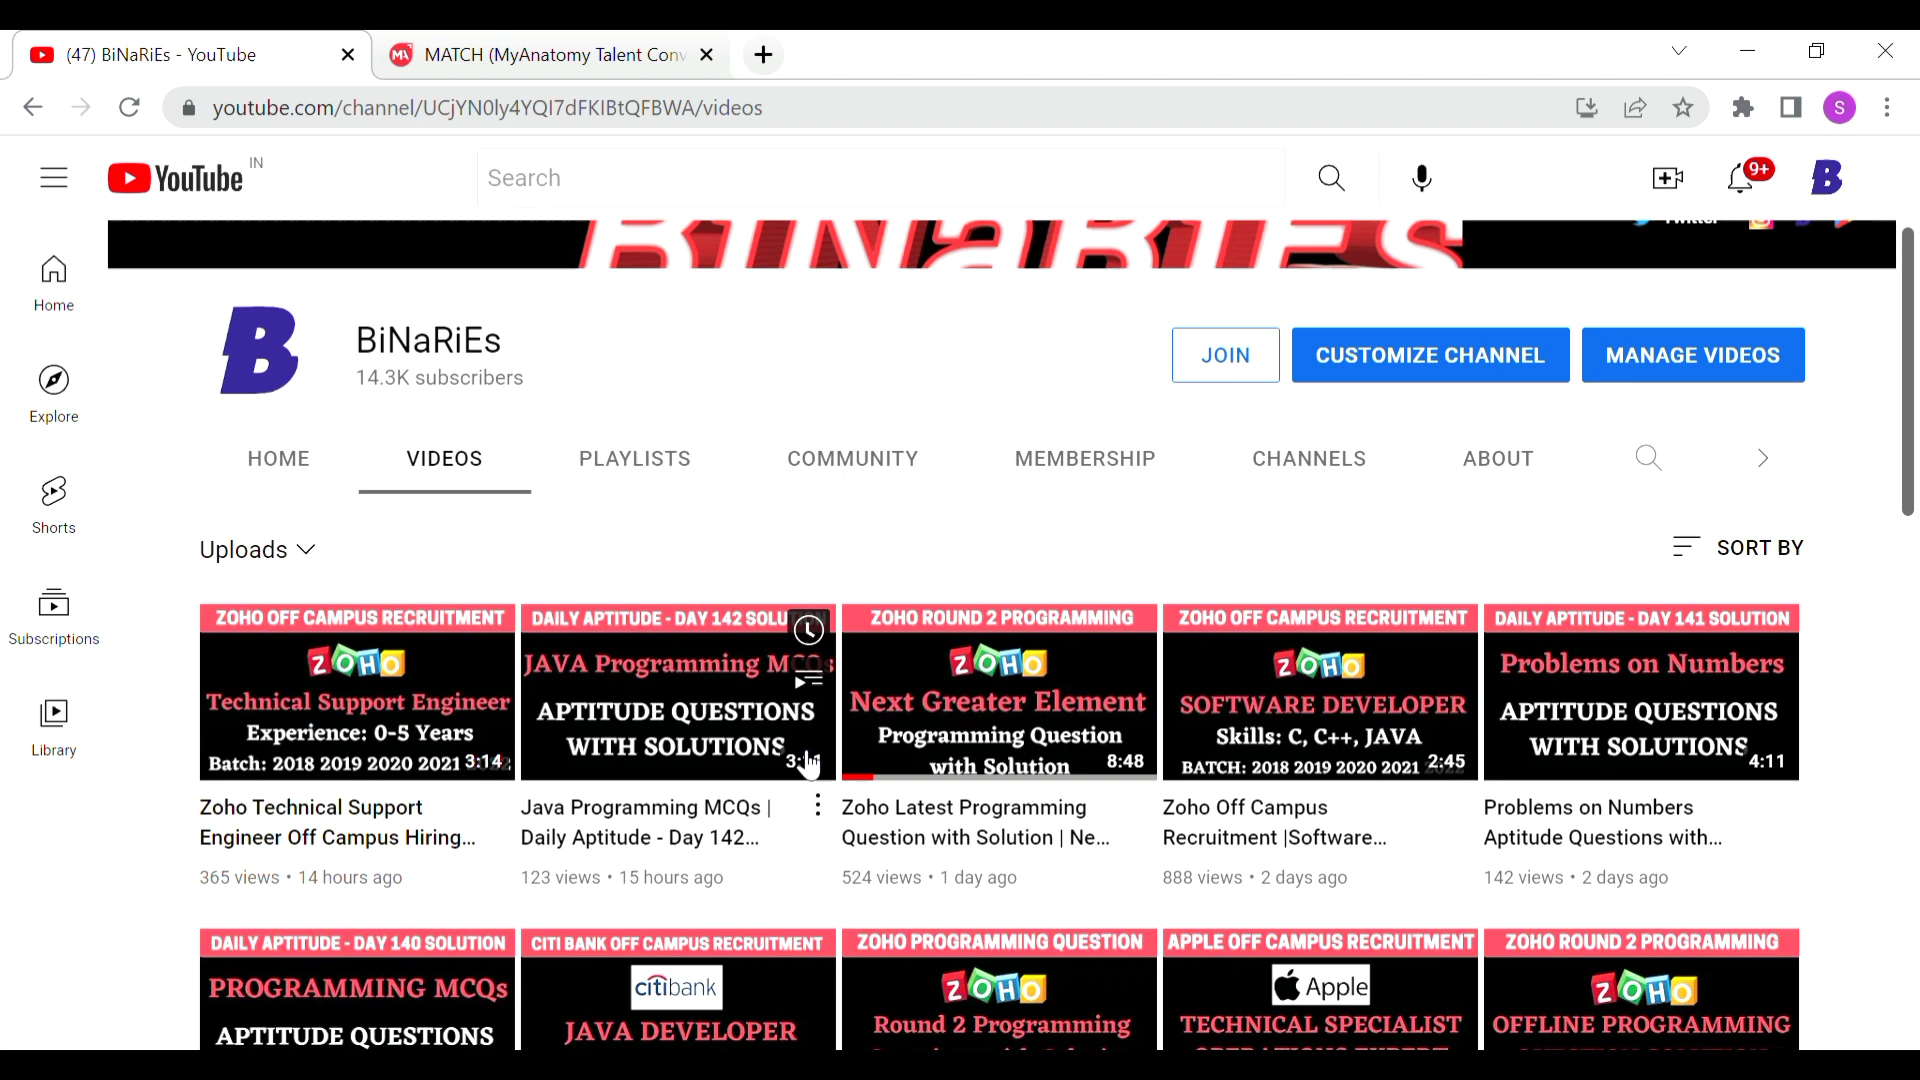 (47) BiNaRiEs - YouTube
MATCH (MyAnatomy Talent Conv
youtube.com/channel/UCjYN0ly4YQI7dFKIBtQFBWA/videos
S
YouTube IN
Search
9+
B
BiNaRiEs
Twitter
Home
Explore
Shorts
Subscriptions
Library
B
BiNaRiEs
14.3K subscribers
JOIN
CUSTOMIZE CHANNEL
MANAGE VIDEOS
HOME VIDEOS PLAYLISTS COMMUNITY MEMBERSHIP CHANNELS ABOUT
Uploads
SORT BY
ZOHO OFF CAMPUS RECRUITMENT
ZOHO
Technical Support Engineer
Experience: 0-5 Years
Batch: 2018 2019 2020 2021
3:14
Zoho Technical Support
Engineer Off Campus Hiring...
365 views • 14 hours ago
DAILY APTITUDE - DAY 142 SOLU
JAVA Programming MCQs
APTITUDE QUESTIONS
WITH SOLUTIONS
Java Programming MCQs |
Daily Aptitude - Day 142...
123 views • 15 hours ago
ZOHO ROUND 2 PROGRAMMING
ZOHO
Next Greater Element
Programming Question
with Solution
8:48
Zoho Latest Programming
Question with Solution | Ne...
524 views • 1 day ago
ZOHO OFF CAMPUS RECRUITMENT
ZOHO
SOFTWARE DEVELOPER
Skills: C, C++, JAVA
BATCH: 2018 2019 2020 2021 2022
2:45
Zoho Off Campus
Recruitment |Software...
888 views • 2 days ago
DAILY APTITUDE - DAY 141 SOLUTION
Problems on Numbers
APTITUDE QUESTIONS
WITH SOLUTIONS
4:11
Problems on Numbers
Aptitude Questions with...
142 views • 2 days ago
DAILY APTITUDE - DAY 140 SOLUTION
PROGRAMMING MCQs
APTITUDE QUESTIONS
CITI BANK OFF CAMPUS RECRUITMENT
citibank
JAVA DEVELOPER
ZOHO PROGRAMMING QUESTION
ZOHO
Round 2 Programming
APPLE OFF CAMPUS RECRUITMENT
Apple
TECHNICAL SPECIALIST
OPERATIONS EXPERT
ZOHO ROUND 2 PROGRAMMING
ZOHO
OFFLINE PROGRAMMING